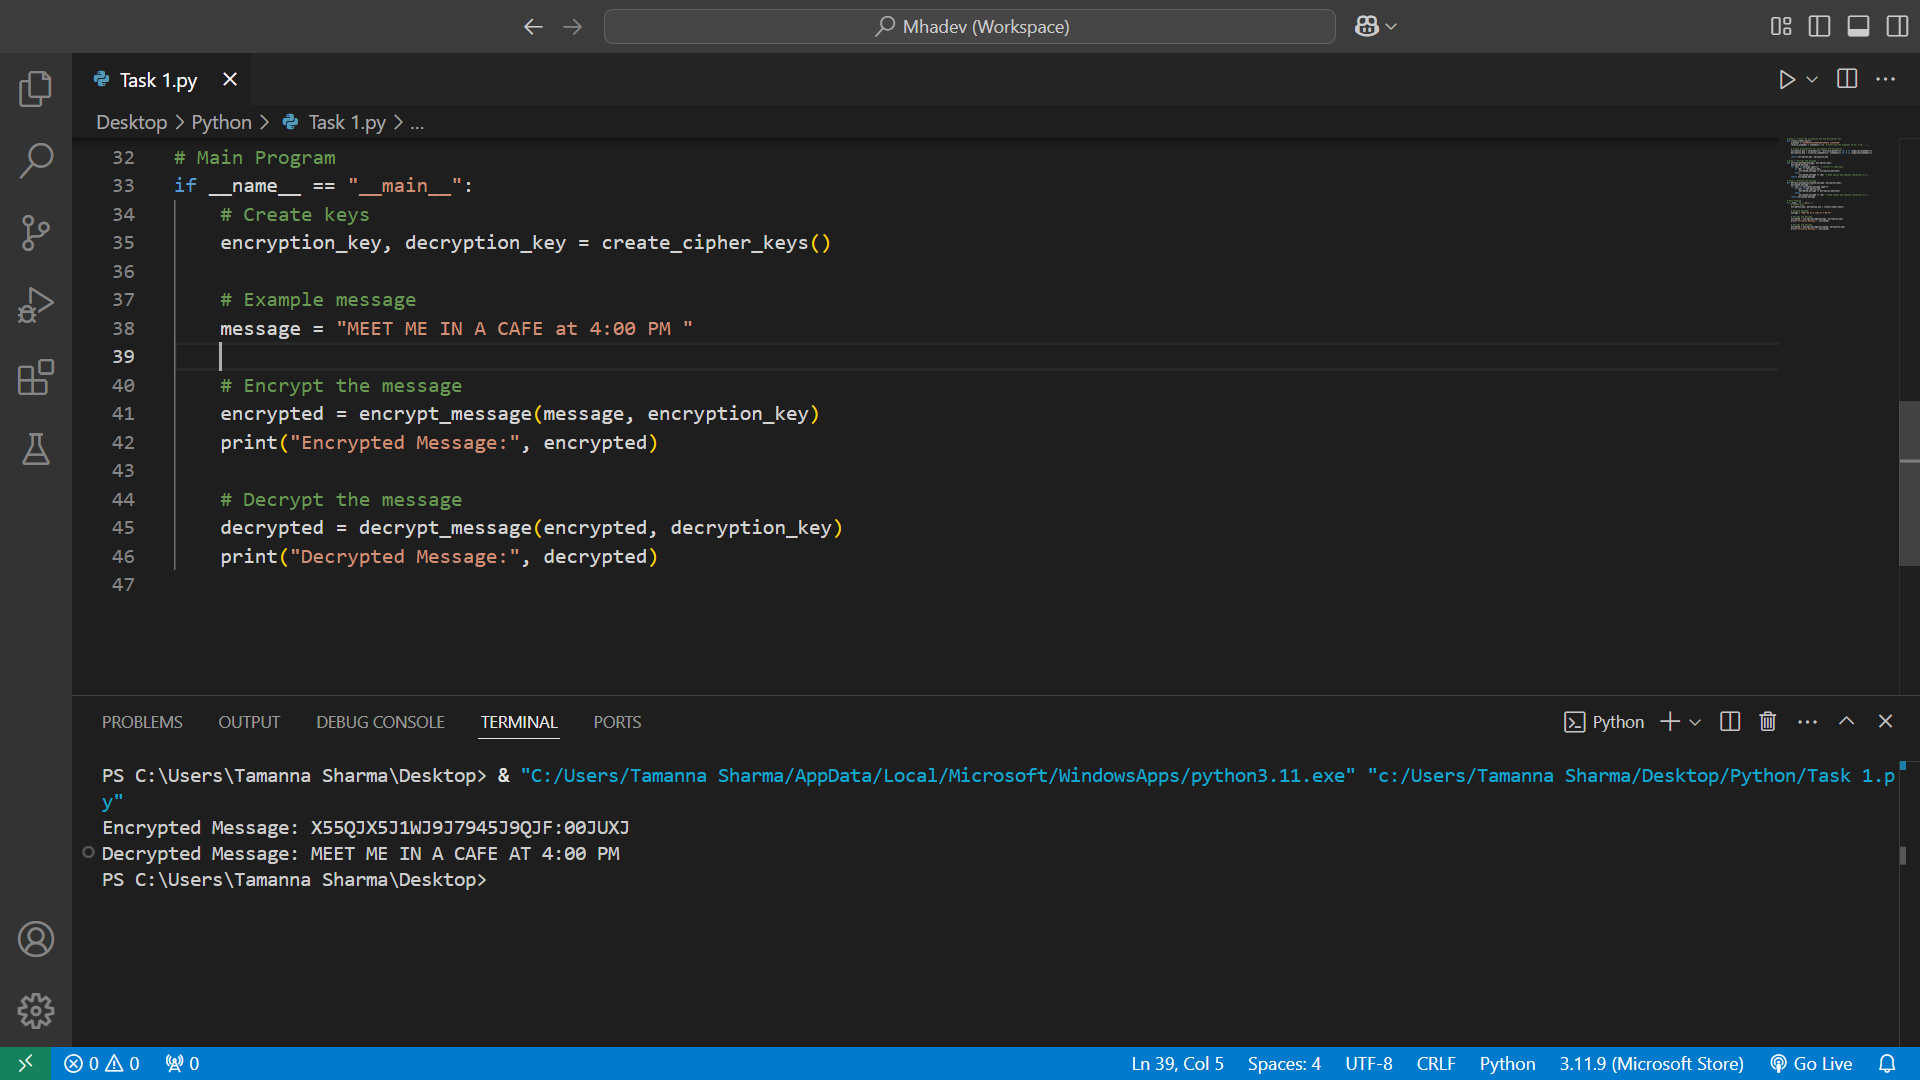 Mhadev (Workspace)
Task 1.py
Desktop > Python > Task 1.py > ...
32 # Main Program
33 if __name__ == "__main__":
34 # Create keys
35 encryption_key, decryption_key = create_cipher_keys()
36
37 # Example message
38 message = "MEET ME IN A CAFE at 4:00 PM "
39
40 # Encrypt the message
41 encrypted = encrypt_message(message, encryption_key)
42 print("Encrypted Message:", encrypted)
43
44 # Decrypt the message
45 decrypted = decrypt_message(encrypted, decryption_key)
46 print("Decrypted Message:", decrypted)
47
PROBLEMS OUTPUT DEBUG CONSOLE TERMINAL PORTS Python
PS C:\Users\Tamanna Sharma\Desktop> & "C:/Users/Tamanna Sharma/AppData/Local/Microsoft/WindowsApps/python3.11.exe" "c:/Users/Tamanna Sharma/Desktop/Python/Task 1.p
y"
Encrypted Message: X55QJX5J1WJ9J7945J9QJF:00JUXJ
Decrypted Message: MEET ME IN A CAFE AT 4:00 PM
PS C:\Users\Tamanna Sharma\Desktop>
0 0 0 Ln 39, Col 5 Spaces: 4 UTF-8 CRLF Python 3.11.9 (Microsoft Store) Go Live